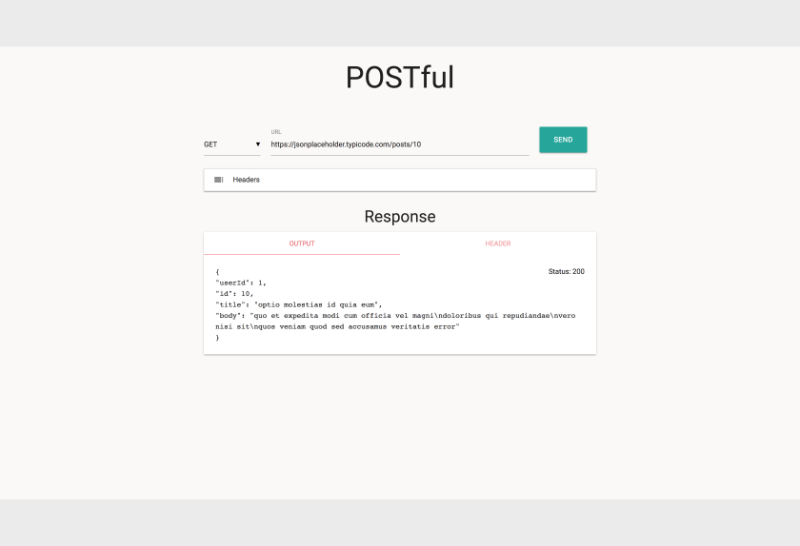 POSTful
URL
GET ▼ https://jsonplaceholder.typicode.com/posts/10 SEND
Headers
Response
OUTPUT HEADER
{ Status: 200
"userId": 1,
"id": 10,
"title": "optio molestias id quia eum",
"body": "quo et expedita modi cum officia vel magni\ndoloribus qui repudiandae\nvero
nisi sit\nquos veniam quod sed accusamus veritatis error"
}